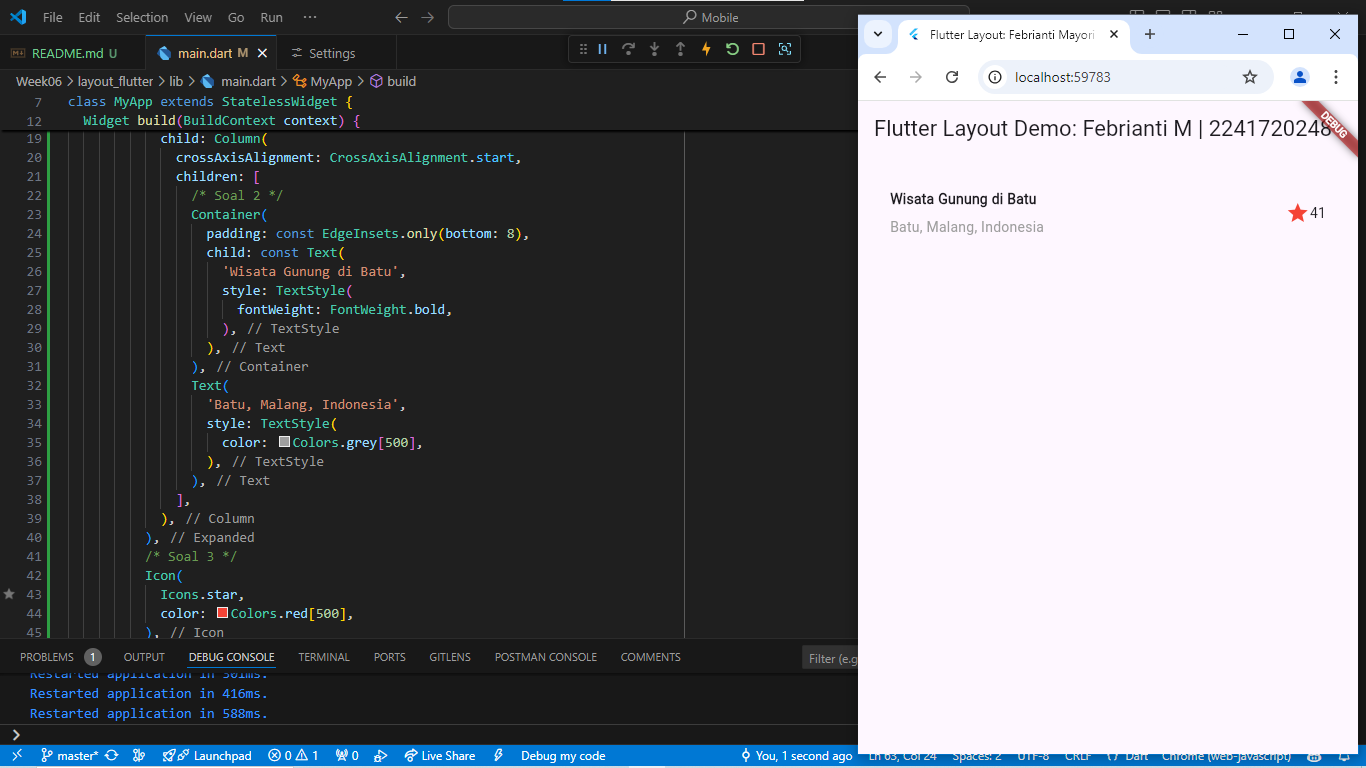 File Edit Selection View Go Run ··· Mobile
README.md U main.dart M Settings
Week06 > layout_flutter > lib > main.dart > MyApp > build
7 class MyApp extends StatelessWidget {
12 Widget build(BuildContext context) {
19 child: Column(
20 crossAxisAlignment: CrossAxisAlignment.start,
21 children: [
22 /* Soal 2 */
23 Container(
24 padding: const EdgeInsets.only(bottom: 8),
25 child: const Text(
26 'Wisata Gunung di Batu',
27 style: TextStyle(
28 fontWeight: FontWeight.bold,
29 ), // TextStyle
30 ), // Text
31 ), // Container
32 Text(
33 'Batu, Malang, Indonesia',
34 style: TextStyle(
35 color: Colors.grey[500],
36 ), // TextStyle
37 ), // Text
38 ],
39 ), // Column
40 ), // Expanded
41 /* Soal 3 */
42 Icon(
43 Icons.star,
44 color: Colors.red[500],
45 ), // Icon
PROBLEMS 1 OUTPUT DEBUG CONSOLE TERMINAL PORTS GITLENS POSTMAN CONSOLE COMMENTS Filter (e.g
Restarted application in 301ms.
Restarted application in 416ms.
Restarted application in 588ms.
master* Launchpad 0 1 0 Live Share Debug my code You, 1 second ago Ln 63, Col 24 Spaces: 2 UTF-8 CRLF {} Dart Chrome (web-javascript)
Flutter Layout: Febrianti Mayori
localhost:59783
Flutter Layout Demo: Febrianti M | 2241720248
DEBUG
Wisata Gunung di Batu
Batu, Malang, Indonesia
41